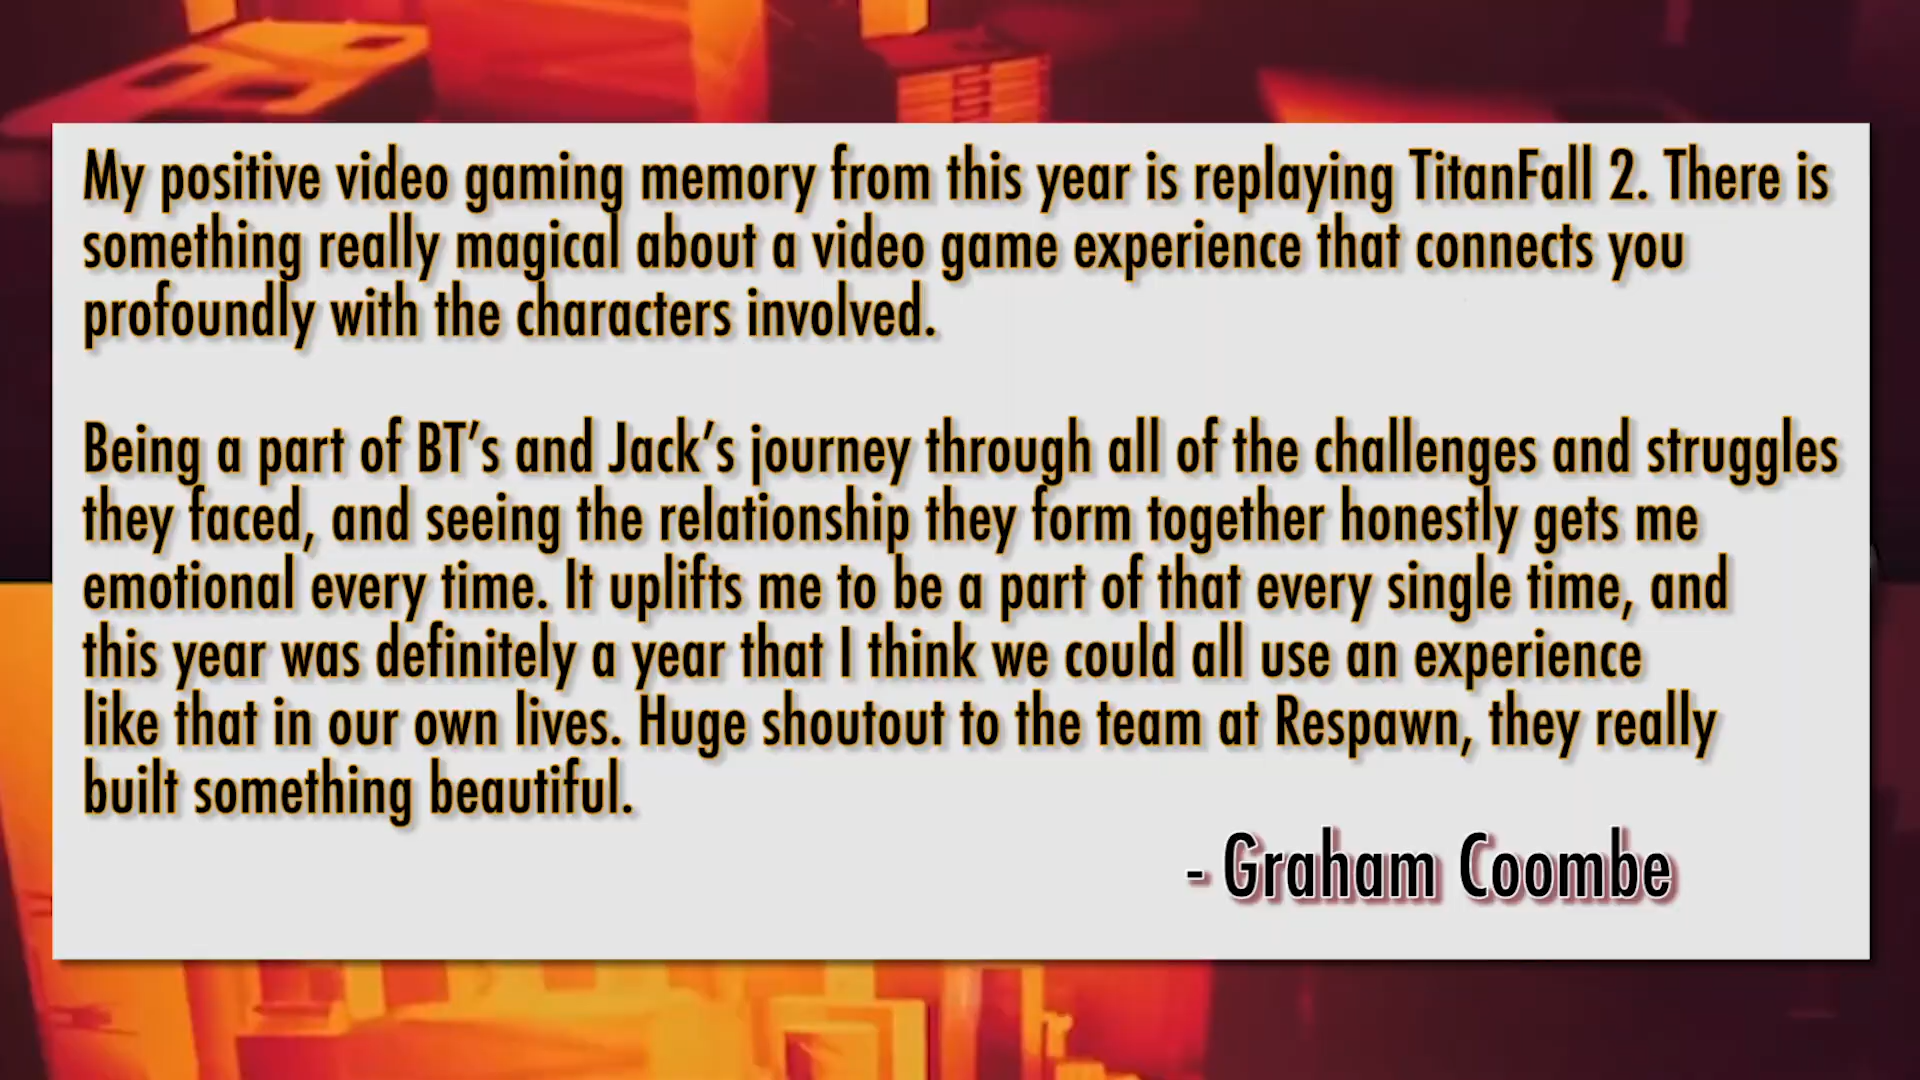 My positive video gaming memory from this year is replaying TitanFall 2. There is
something really magical about a video game experience that connects you
profoundly with the characters involved.
Being a part of BT’s and Jack’s journey through all of the challenges and struggles
they faced, and seeing the relationship they form together honestly gets me
emotional every time. It uplifts me to be a part of that every single time, and
this year was definitely a year that I think we could all use an experience
like that in our own lives. Huge shoutout to the team at Respawn, they really
built something beautiful.
- Graham Coombe